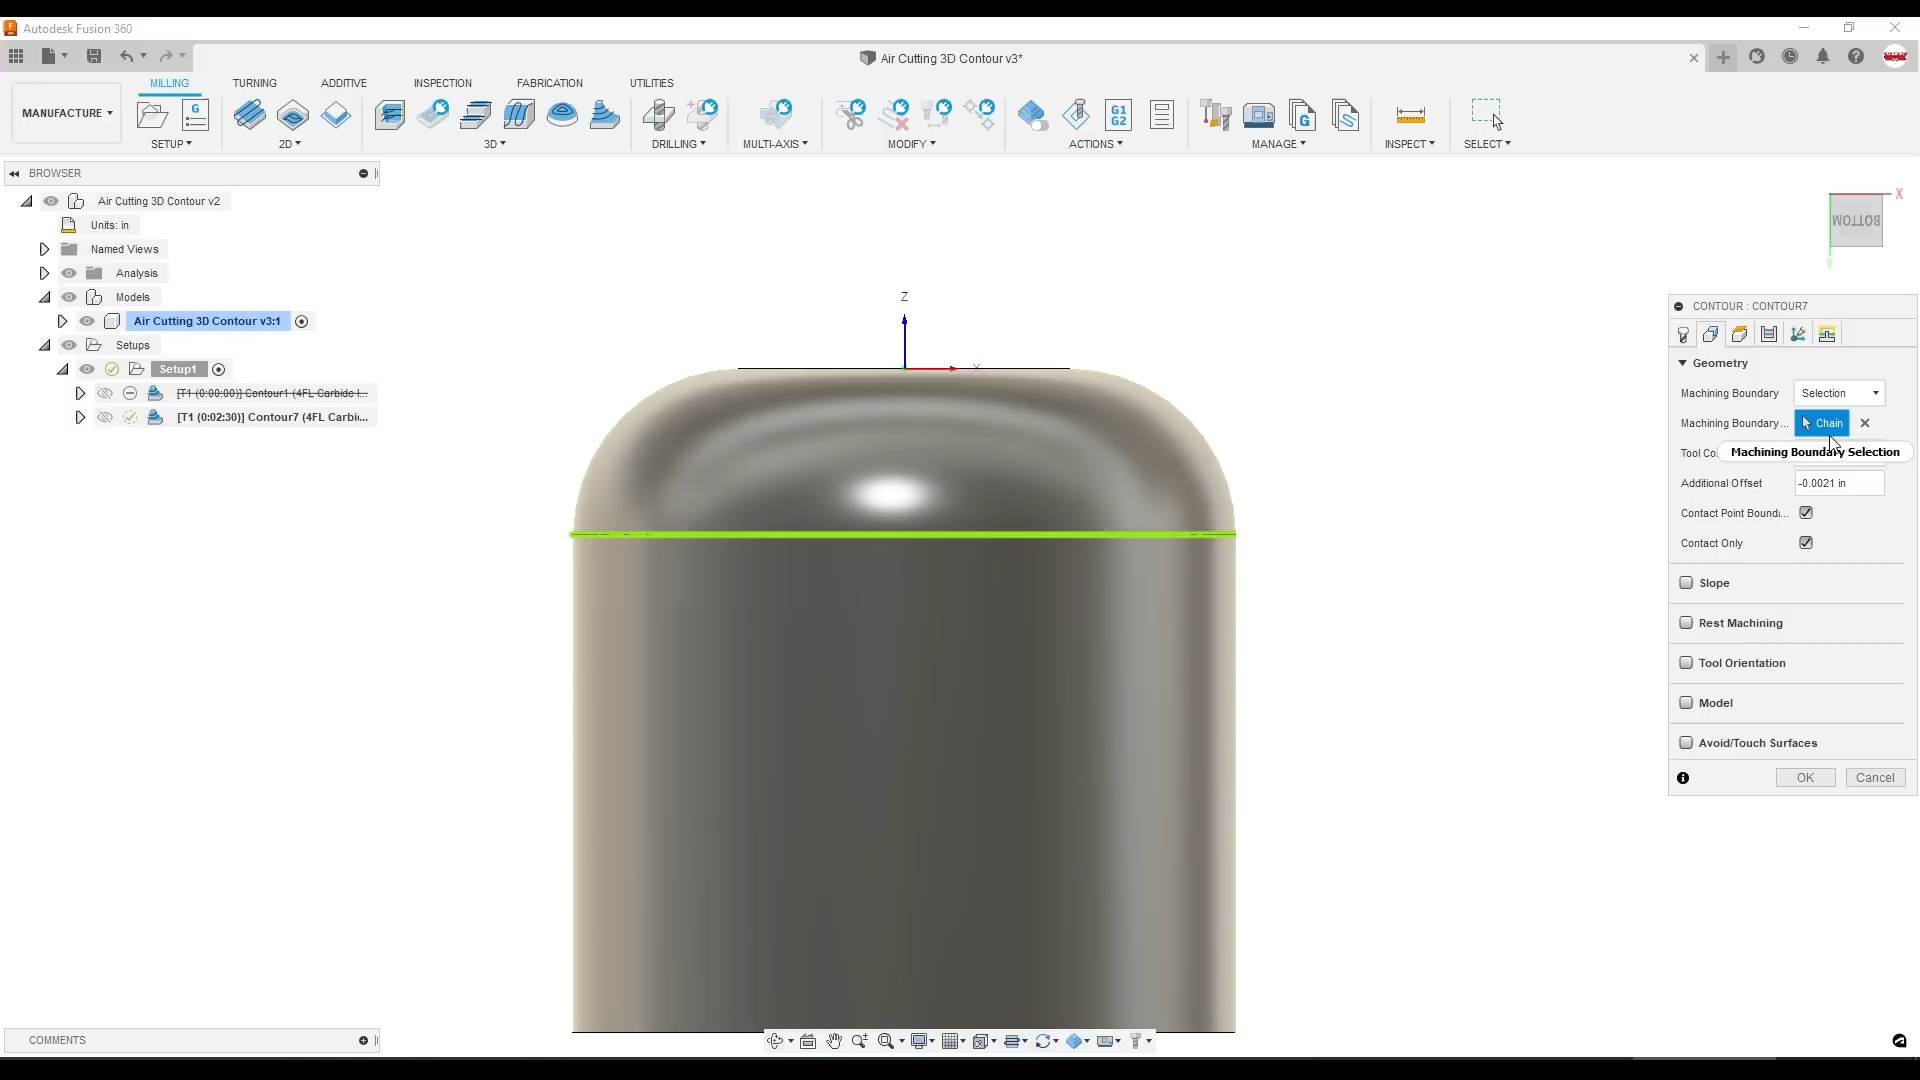 Autodesk Fusion 360
Air Cutting 3D Contour v3*
MANUFACTURE
MILLING
TURNING
ADDITIVE
INSPECTION
FABRICATION
UTILITIES
SETUP
2D
3D
DRILLING
MULTI-AXIS
MODIFY
ACTIONS
MANAGE
INSPECT
SELECT
G
G1
G2
G
BROWSER
Air Cutting 3D Contour v2
Units: in
Named Views
Analysis
Models
Air Cutting 3D Contour v3:1
Setups
Setup1
[T1 (0:00:00)] Contour1 (4FL Carbide I...
[T1 (0:02:30)] Contour7 (4FL Carbi...
Z
X
BOTTOM
X
Y
CONTOUR : CONTOUR7
Geometry
Machining Boundary
Selection
Machining Boundary...
Chain
Tool Co
Machining Boundary Selection
Additional Offset
-0.0021 in
Contact Point Bound...
Contact Only
Slope
Rest Machining
Tool Orientation
Model
Avoid/Touch Surfaces
OK
Cancel
COMMENTS